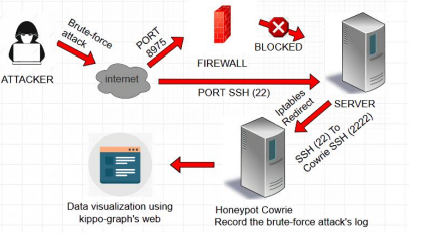 Brute-force
attack
ATTACKER
internet
PORT
8975
FIREWALL
BLOCKED
PORT SSH (22)
SERVER
Iptables
Redirect
SSH (22) To
Cowrie SSH (2222)
Honeypot Cowrie
Record the brute-force attack's log
Data visualization using
kippo-graph's web